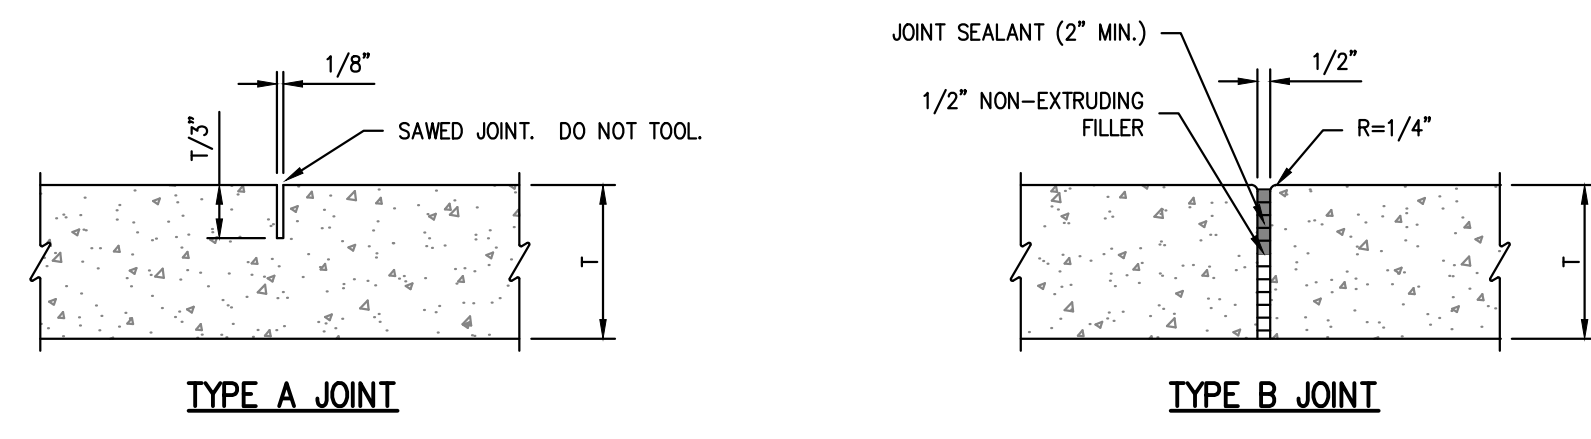 1/8”
T/3”
SAWED JOINT.  DO NOT TOOL.
T
TYPE A JOINT
JOINT SEALANT (2” MIN.)
1/2”
1/2” NON-EXTRUDING
FILLER
R=1/4”
T
TYPE B JOINT